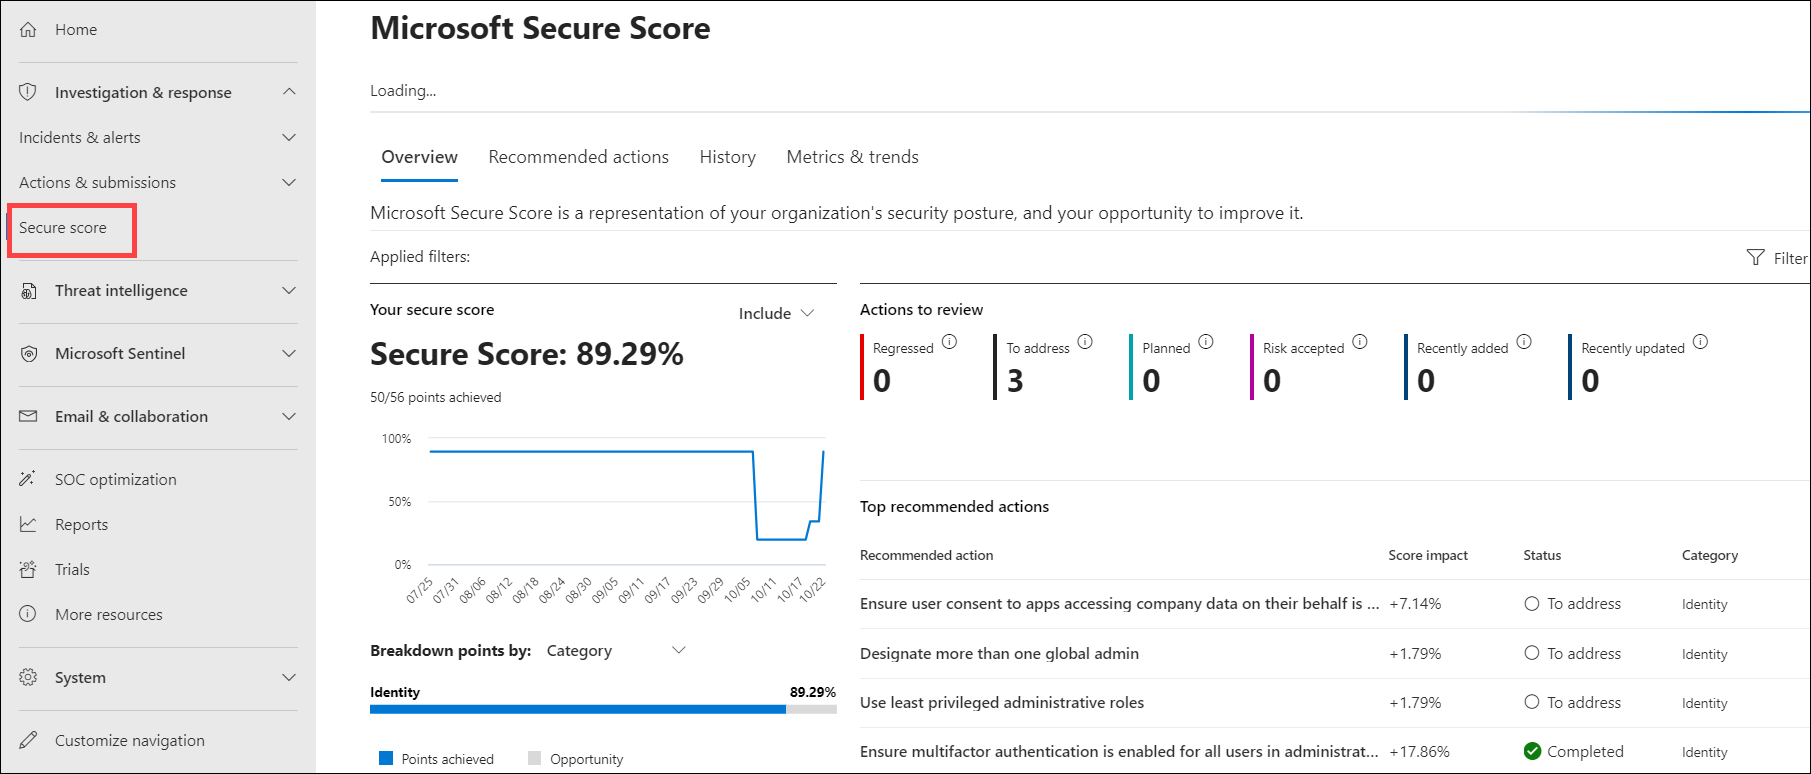 Home
Investigation & response
Incidents & alerts
Actions & submissions
Secure score
Threat intelligence
Microsoft Sentinel
Email & collaboration
SOC optimization
Reports
Trials
More resources
System
Customize navigation
Microsoft Secure Score
Loading...
Overview Recommended actions History Metrics & trends
Microsoft Secure Score is a representation of your organization's security posture, and your opportunity to improve it.
Applied filters: Filter
Your secure score Include
Secure Score: 89.29%
50/56 points achieved
100%
50%
0%
07/25 07/31 08/06 08/12 08/18 08/24 08/30 09/05 09/11 09/17 09/23 09/29 10/05 10/11 10/17 10/22
Breakdown points by: Category
Identity 89.29%
Points achieved Opportunity
Actions to review
Regressed To address Planned Risk accepted Recently added Recently updated
0 3 0 0 0 0
Top recommended actions
Recommended action Score impact Status Category
Ensure user consent to apps accessing company data on their behalf is ... +7.14% To address Identity
Designate more than one global admin +1.79% To address Identity
Use least privileged administrative roles +1.79% To address Identity
Ensure multifactor authentication is enabled for all users in administrat... +17.86% Completed Identity